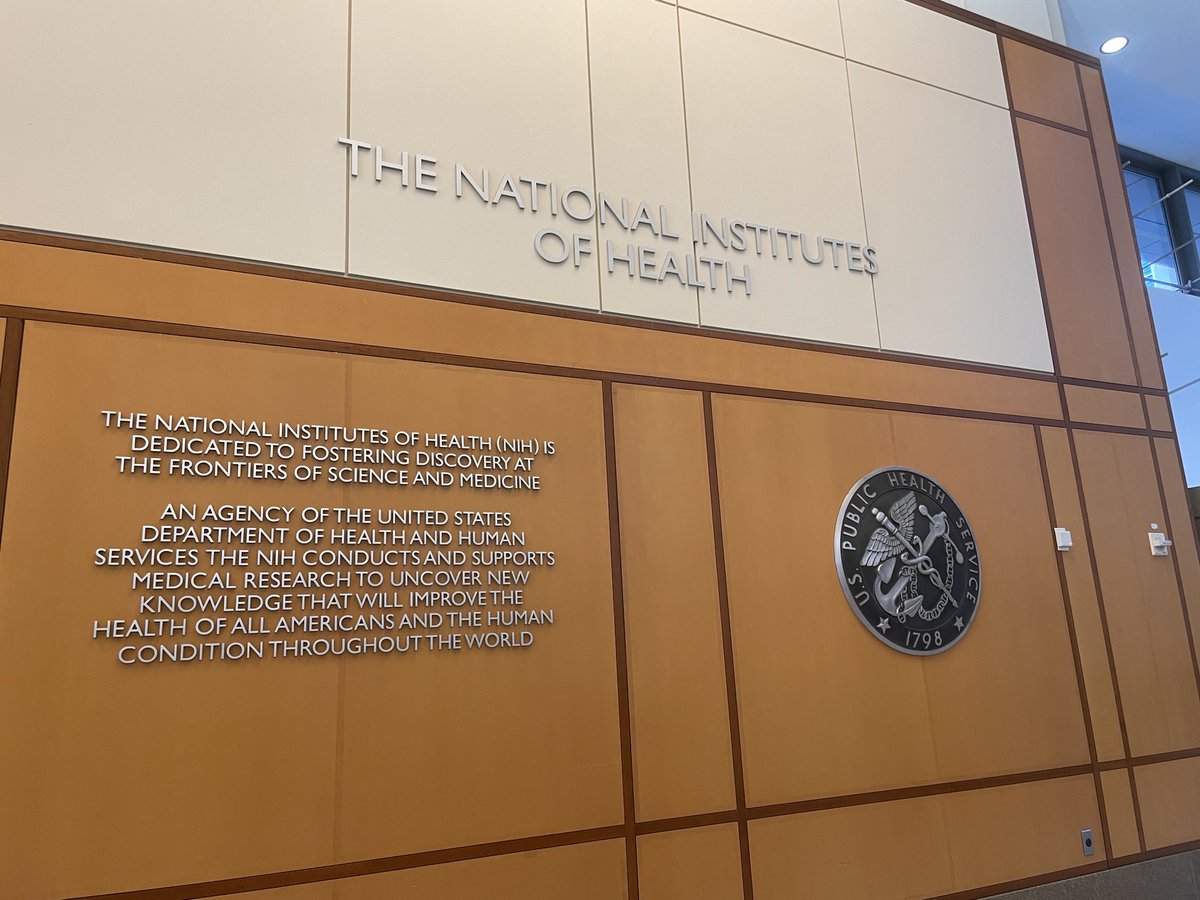 THE NATIONAL INSTITUTES
OF HEALTH
THE NATIONAL INSTITUTES OF HEALTH (NIH) IS
DEDICATED TO FOSTERING DISCOVERY AT
THE FRONTIERS OF SCIENCE AND MEDICINE
AN AGENCY OF THE UNITED STATES
DEPARTMENT OF HEALTH AND HUMAN
SERVICES THE NIH CONDUCTS AND SUPPORTS
MEDICAL RESEARCH TO UNCOVER NEW
KNOWLEDGE THAT WILL IMPROVE THE
HEALTH OF ALL AMERICANS AND THE HUMAN
CONDITION THROUGHOUT THE WORLD
U.S. PUBLIC HEALTH SERVICE
1798